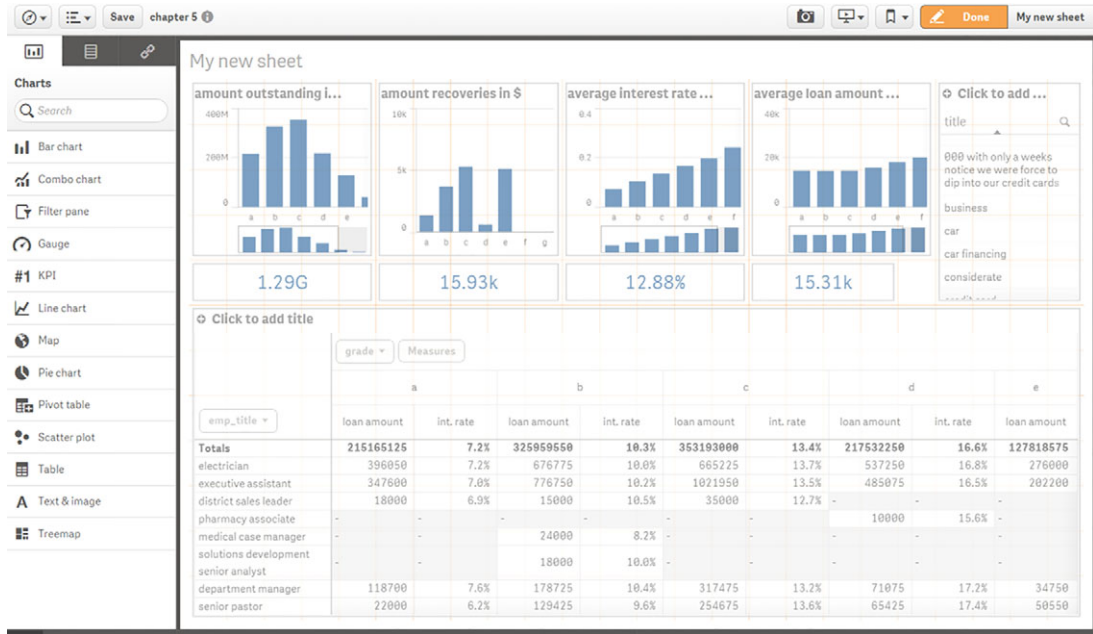 Save chapter 5
Done My new sheet
Charts
Search
Bar chart
Combo chart
Filter pane
Gauge
#1 KPI
Line chart
Map
Pie chart
Pivot table
Scatter plot
Table
A Text & image
Treemap
My new sheet
amount outstanding i...
400M
200M
0
a b c d e
amount recoveries in $
10k
5k
0
a b c d e f g
average interest rate ...
0.4
0.2
0
a b c d e f
average loan amount ...
40k
20k
0
a b c d e f
Click to add ...
title
000 with only a weeks
notice we were force to
dip into our credit cards
business
car
car financing
considerate
credit card
1.29G 15.93k 12.88% 15.31k
Click to add title
grade Measures
a b c d e
emp_title loan amount int. rate loan amount int. rate loan amount int. rate loan amount int. rate loan amount
Totals 215165125 7.2% 325959550 10.3% 353193000 13.4% 217532250 16.6% 127818575
electrician 396050 7.2% 676775 10.0% 665225 13.7% 537250 16.8% 276000
executive assistant 347600 7.0% 776750 10.2% 1021950 13.5% 485075 16.5% 202200
district sales leader 18000 6.9% 15000 10.5% 35000 12.7% - - -
pharmacy associate - - - - - - 10000 15.6% -
medical case manager - - 24000 8.2% - - - - -
solutions development
senior analyst - - 18000 10.0% - - - - -
department manager 118700 7.6% 178725 10.4% 317475 13.2% 71075 17.2% 34750
senior pastor 22000 6.2% 129425 9.6% 254675 13.6% 65425 17.4% 50550